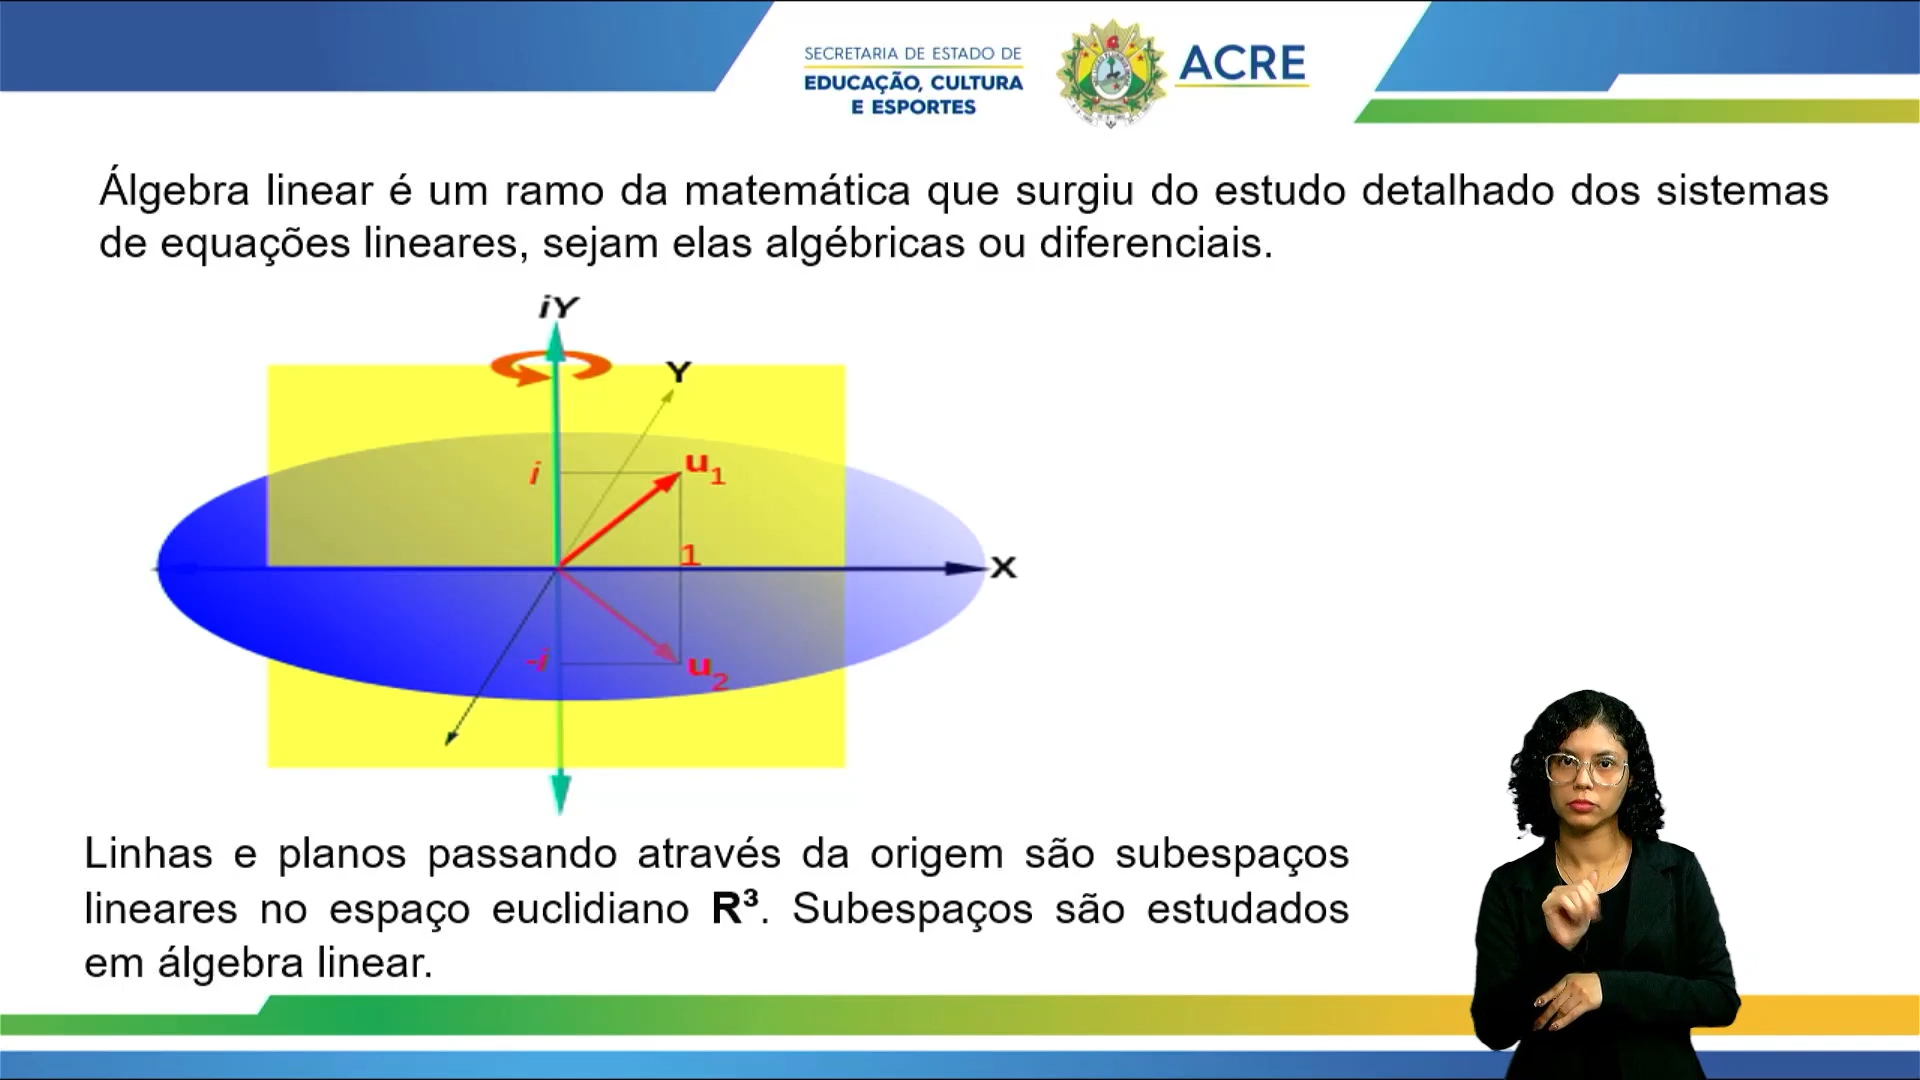 SECRETARIA DE ESTADO DE
EDUCAÇÃO, CULTURA
E ESPORTES
ACRE
Álgebra linear é um ramo da matemática que surgiu do estudo detalhado dos sistemas
de equações lineares, sejam elas algébricas ou diferenciais.
iY
Y
i
u₁
1
X
-i
u₂
Linhas e planos passando através da origem são subespaços
lineares no espaço euclidiano R³. Subespaços são estudados
em álgebra linear.